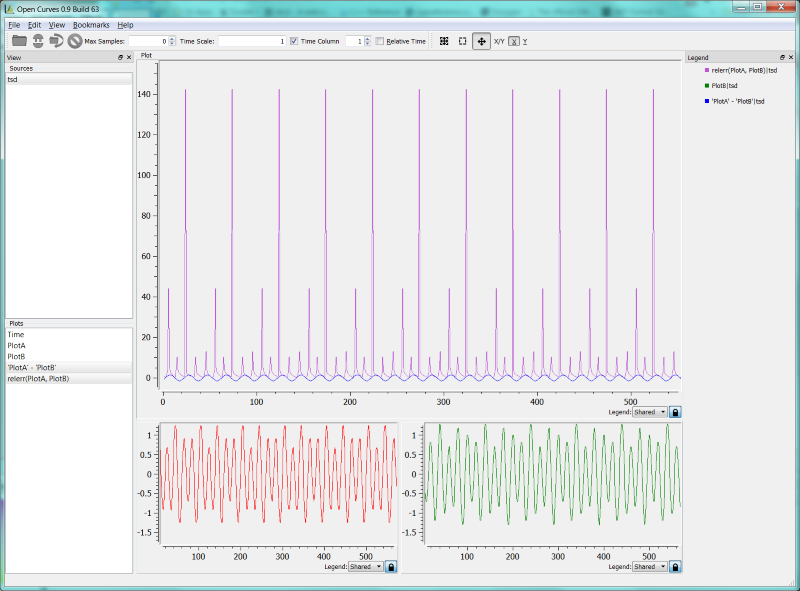 Open Curves 0.9 Build 63
File Edit View Bookmarks Help
Max Samples: 0 Time Scale: 1 Time Column 1 Relative Time X/Y X Y
View
Sources
tsd
Plots
Time
PlotA
PlotB
'PlotA' - 'PlotB'
relerr(PlotA, PlotB)
Plot
140
120
100
80
60
40
20
0
0 100 200 300 400 500
Legend: Shared
1
0.5
0
-0.5
-1
-1.5
100 200 300 400 500
Legend: Shared
1
0.5
0
-0.5
-1
-1.5
100 200 300 400 500
Legend: Shared
Legend
relerr(PlotA, PlotB)|tsd
PlotB|tsd
'PlotA' - 'PlotB'|tsd